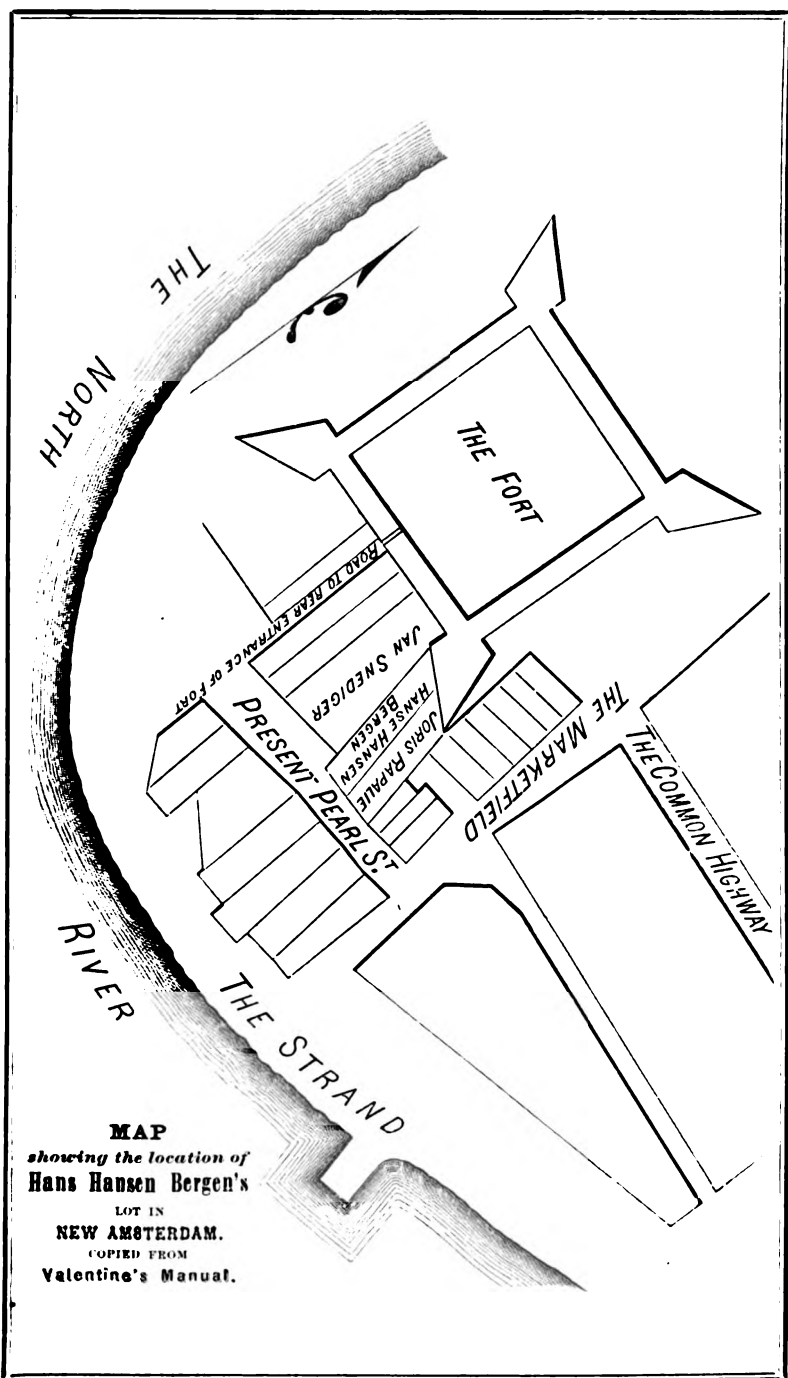 THE
NORTH
RIVER
THE FORT
ROAD TO REAR ENTRANCE OF FORT
JAN SNEDIGER
HANSE HANSEN
BERGEN
JORIS RAPALIE
PRESENT PEARL ST.
THE MARKETFIELD
THE COMMON HIGHWAY
THE STRAND
MAP
showing the location of
Hans Hansen Bergen's
LOT IN
NEW AMSTERDAM.
COPIED FROM
Valentine's Manual.